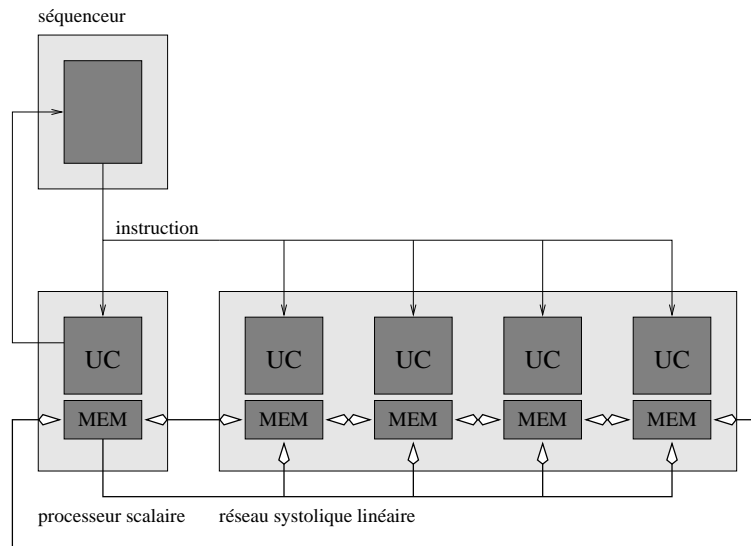 séquenceur
instruction
UC
UC
UC
UC
UC
MEM
MEM
MEM
MEM
MEM
processeur scalaire
réseau systolique linéaire